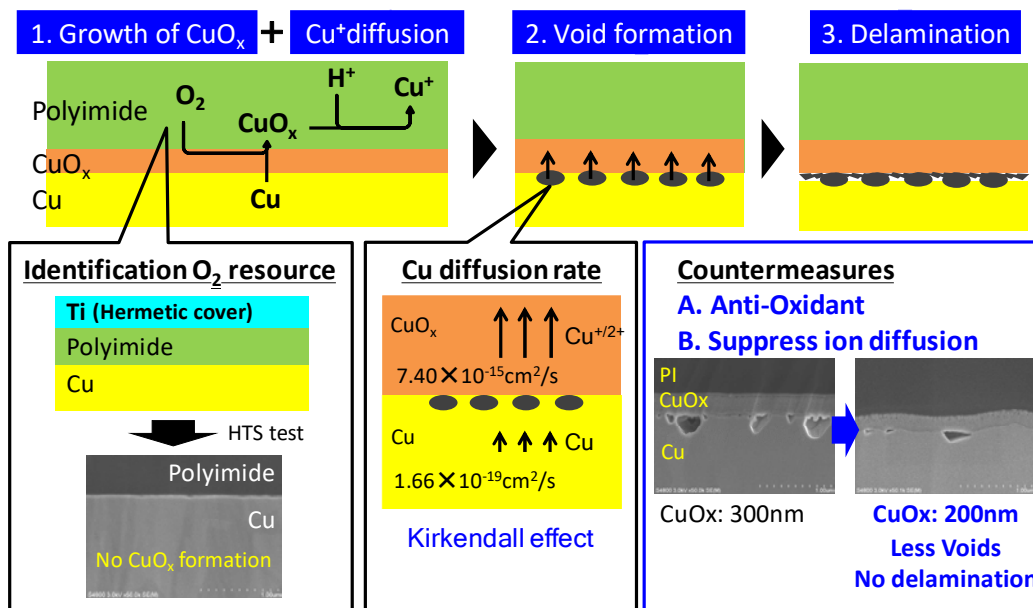 1. Growth of CuOx + Cu⁺diffusion
2. Void formation
3. Delamination
Polyimide
O₂
H⁺
Cu⁺
CuOₓ
CuOₓ
Cu
Cu
Identification O₂ resource
Ti (Hermetic cover)
Polyimide
Cu
HTS test
Polyimide
Cu
No CuOₓ formation
Cu diffusion rate
CuOₓ
Cu⁺/²⁺
7.40×10⁻¹⁵cm²/s
Cu
Cu
1.66×10⁻¹⁹cm²/s
Kirkendall effect
Countermeasures
A. Anti-Oxidant
B. Suppress ion diffusion
PI
CuOx
Cu
CuOx: 300nm
CuOx: 200nm
Less Voids
No delamination